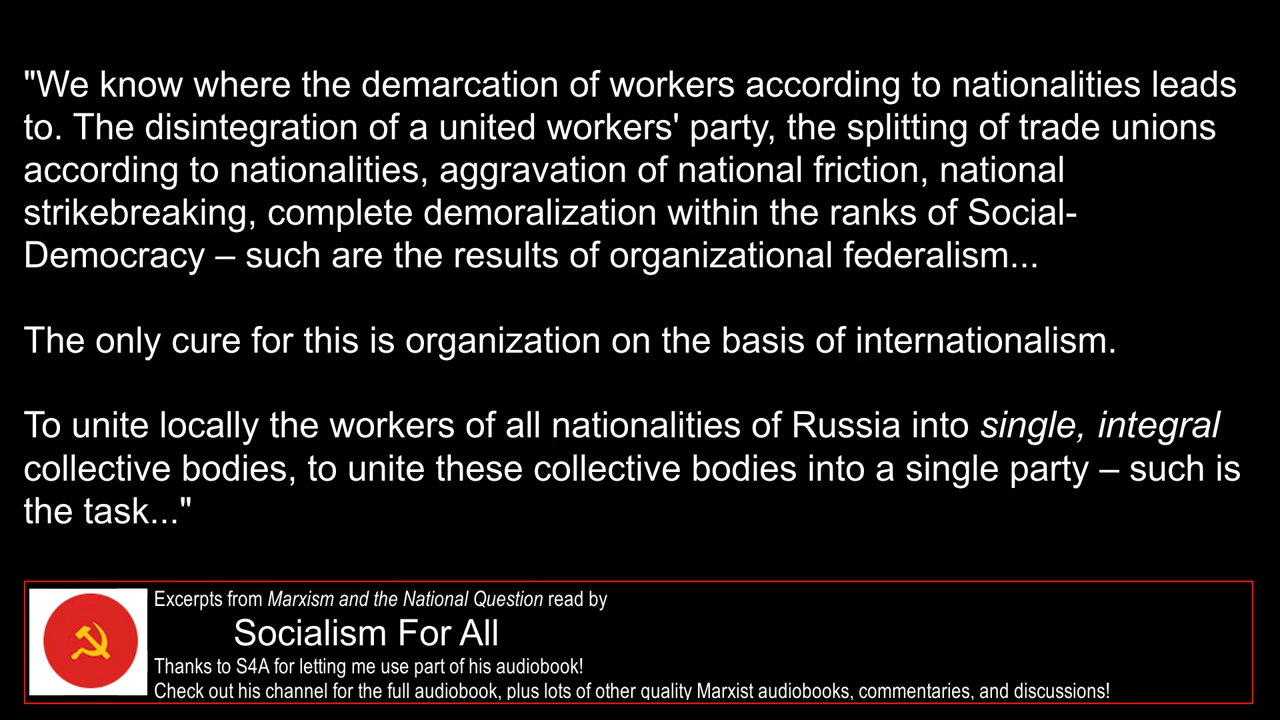 "We know where the demarcation of workers according to nationalities leads
to. The disintegration of a united workers' party, the splitting of trade unions
according to nationalities, aggravation of national friction, national
strikebreaking, complete demoralization within the ranks of Social-
Democracy – such are the results of organizational federalism...
The only cure for this is organization on the basis of internationalism.
To unite locally the workers of all nationalities of Russia into single, integral
collective bodies, to unite these collective bodies into a single party – such is
the task..."
Excerpts from Marxism and the National Question read by
Socialism For All
Thanks to S4A for letting me use part of his audiobook!
Check out his channel for the full audiobook, plus lots of other quality Marxist audiobooks, commentaries, and discussions!